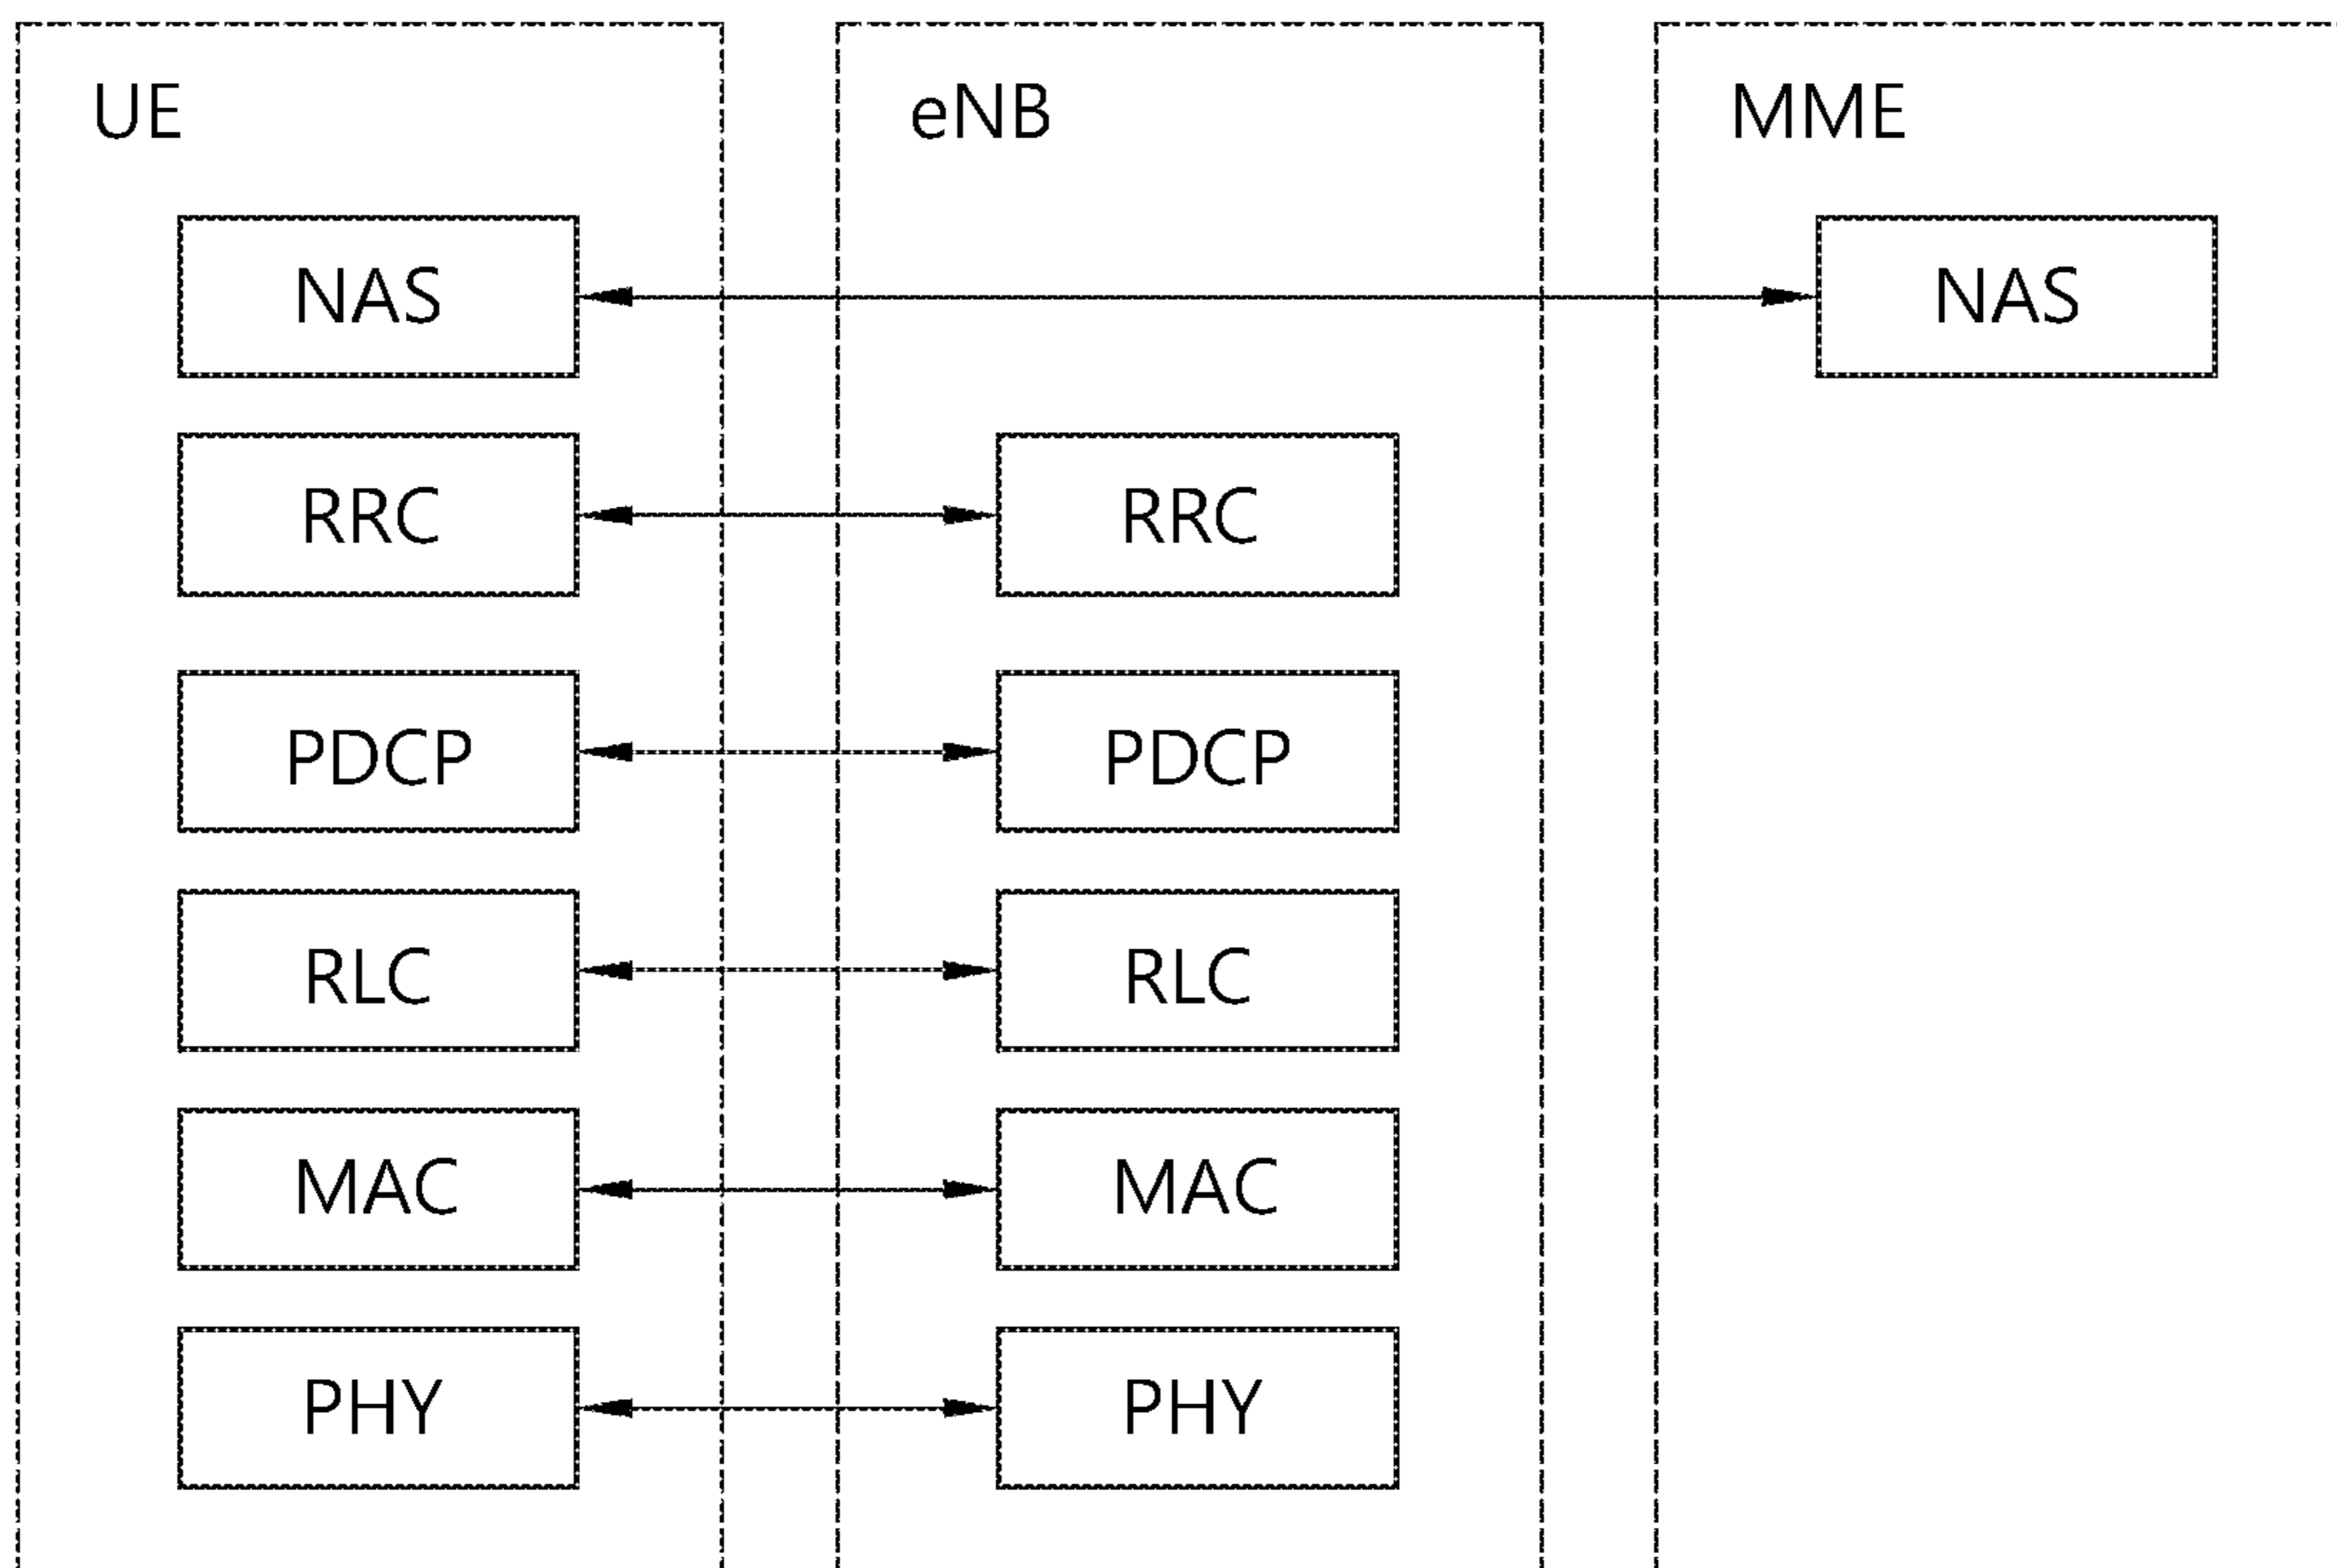 UE
eNB
MME
NAS
NAS
RRC
RRC
PDCP
PDCP
RLC
RLC
MAC
MAC
PHY
PHY